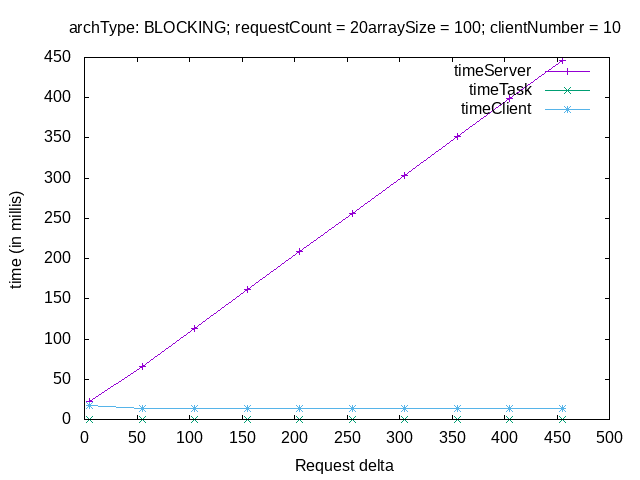 archType: BLOCKING; requestCount = 20arraySize = 100; clientNumber = 10
450
400
350
300
250
200
150
100
50
0
time (in millis)
timeServer
timeTask
timeClient
0 50 100 150 200 250 300 350 400 450 500
Request delta